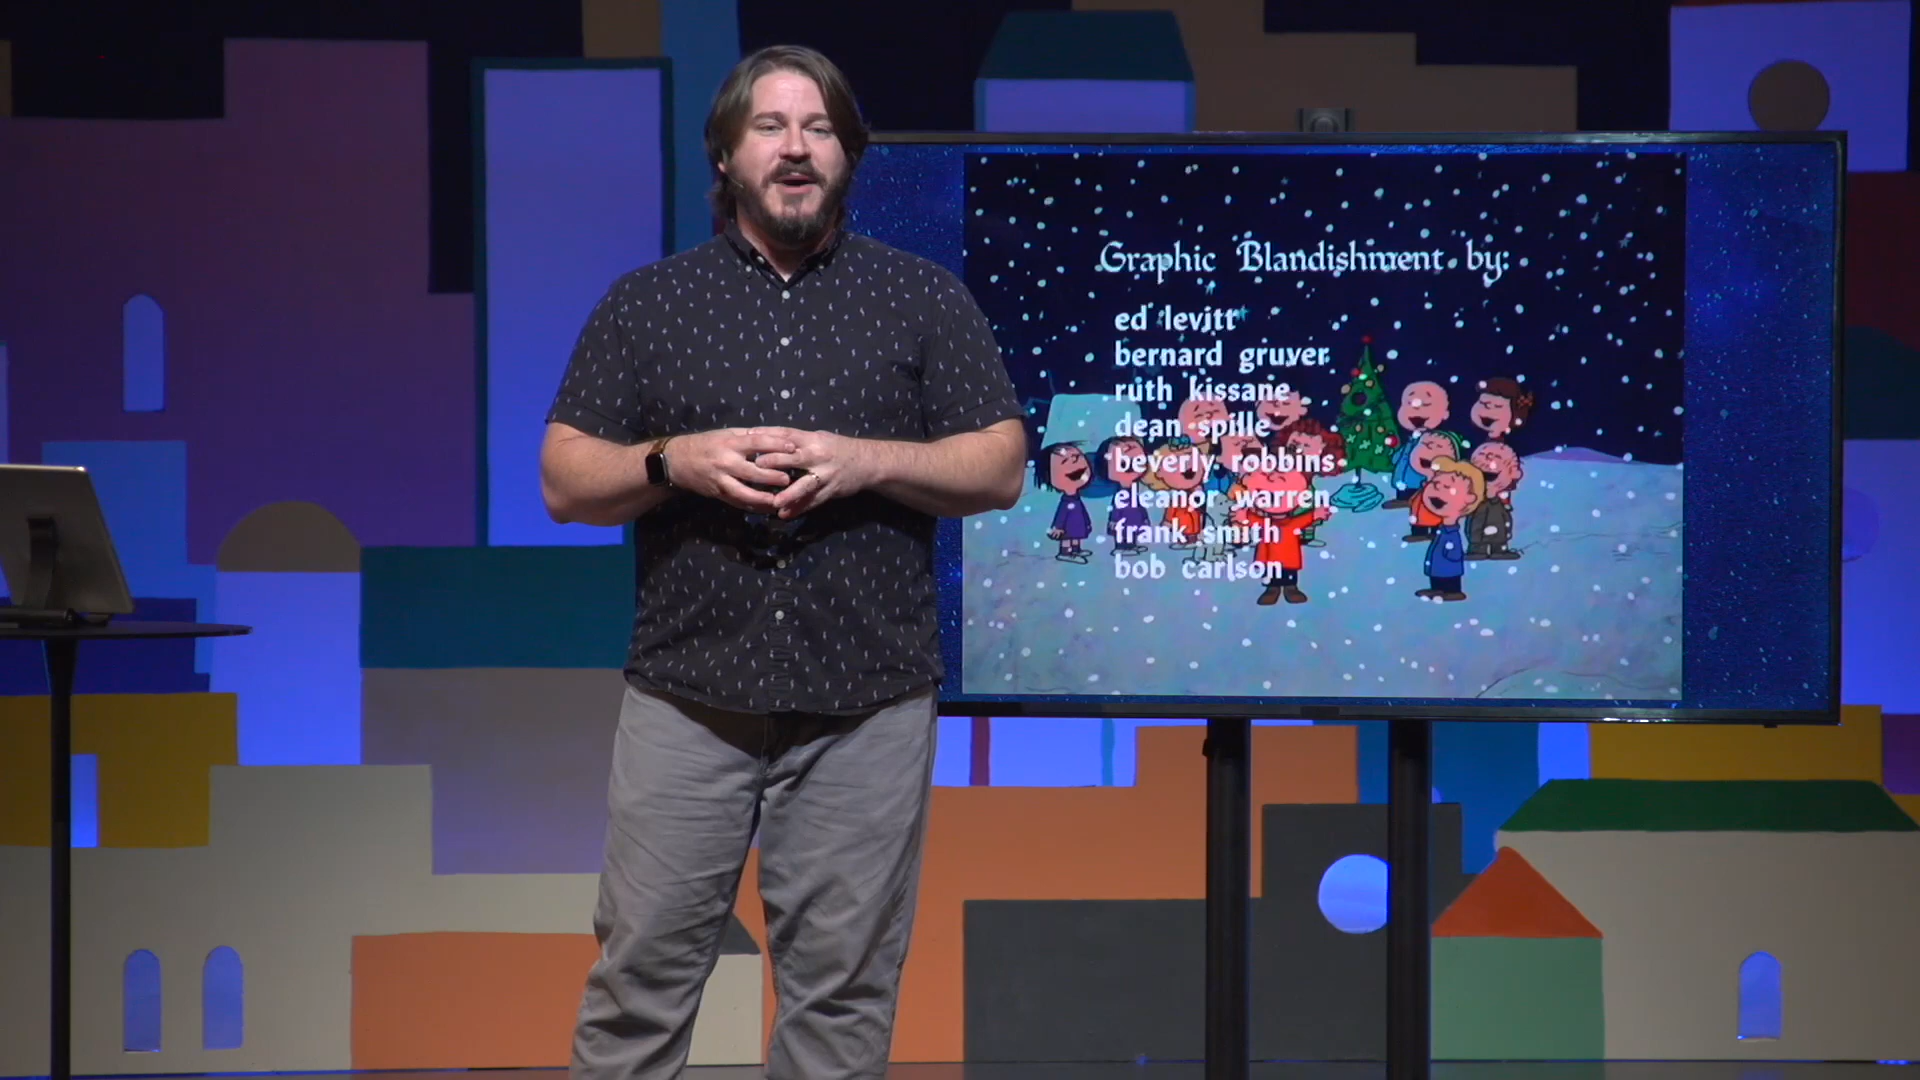 Graphic Blandishment by:
ed levitt
bernard gruver
ruth kissane
dean spille
beverly robbins
eleanor warren
frank smith
bob carlson